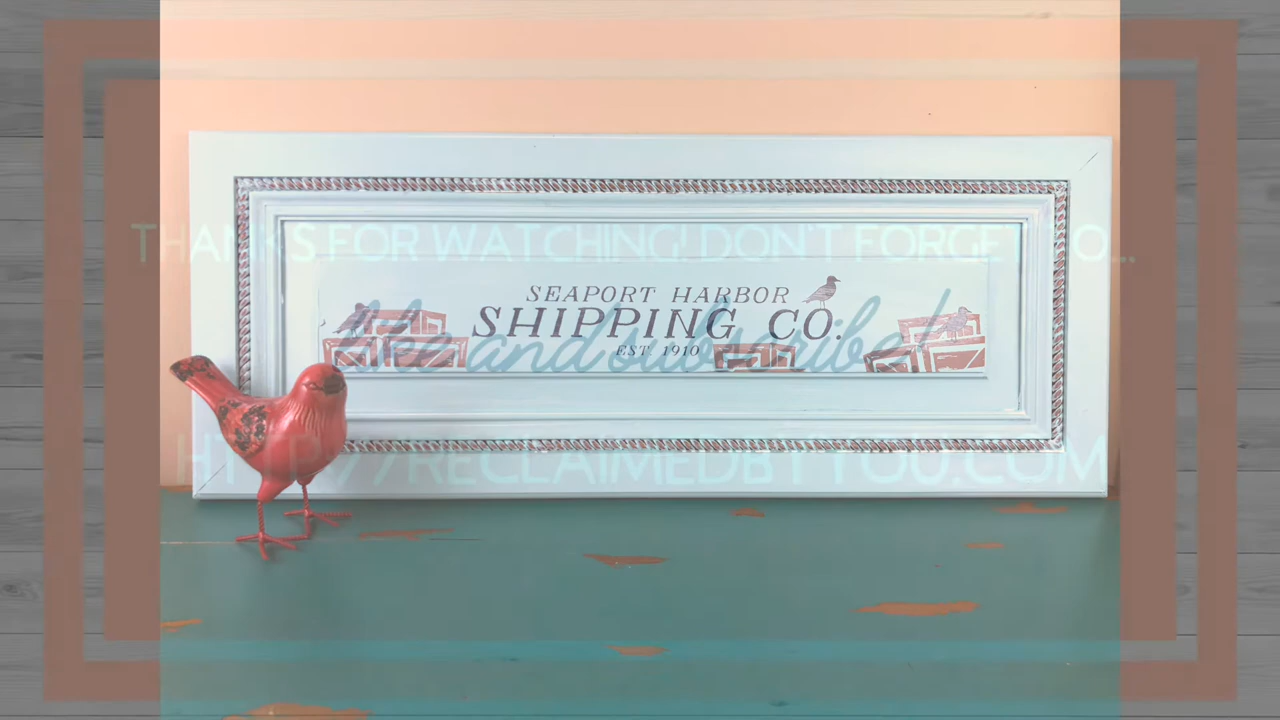 THANKS FOR WATCHING! DON'T FORGET TO...
SEAPORT HARBOR
SHIPPING CO.
EST. 1910
like and subscribe!
HTTP://RECLAIMEDBYYOU.COM